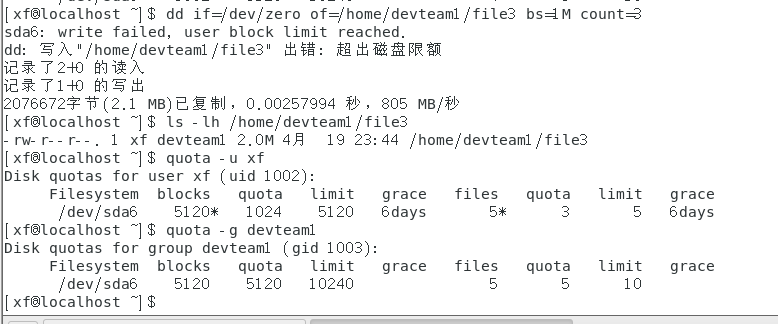 [xf@localhost ~]$ dd if=/dev/zero of=/home/devteam1/file3 bs=1M count=3
sda6: write failed, user block limit reached.
dd: 写入"/home/devteam1/file3" 出错: 超出磁盘限额
记录了2+0 的读入
记录了1+0 的写出
2076672字节(2.1 MB)已复制，0.00257994 秒，805 MB/秒
[xf@localhost ~]$ ls -lh /home/devteam1/file3
-rw-r--r--. 1 xf devteam1 2.0M 4月  19 23:44 /home/devteam1/file3
[xf@localhost ~]$ quota -u xf
Disk quotas for user xf (uid 1002):
     Filesystem  blocks   quota   limit   grace   files   quota   limit   grace
      /dev/sda6    5120*   1024    5120   6days       5*      3       5   6days
[xf@localhost ~]$ quota -g devteam1
Disk quotas for group devteam1 (gid 1003):
     Filesystem  blocks   quota   limit   grace   files   quota   limit   grace
      /dev/sda6    5120    5120   10240               5       5      10
[xf@localhost ~]$